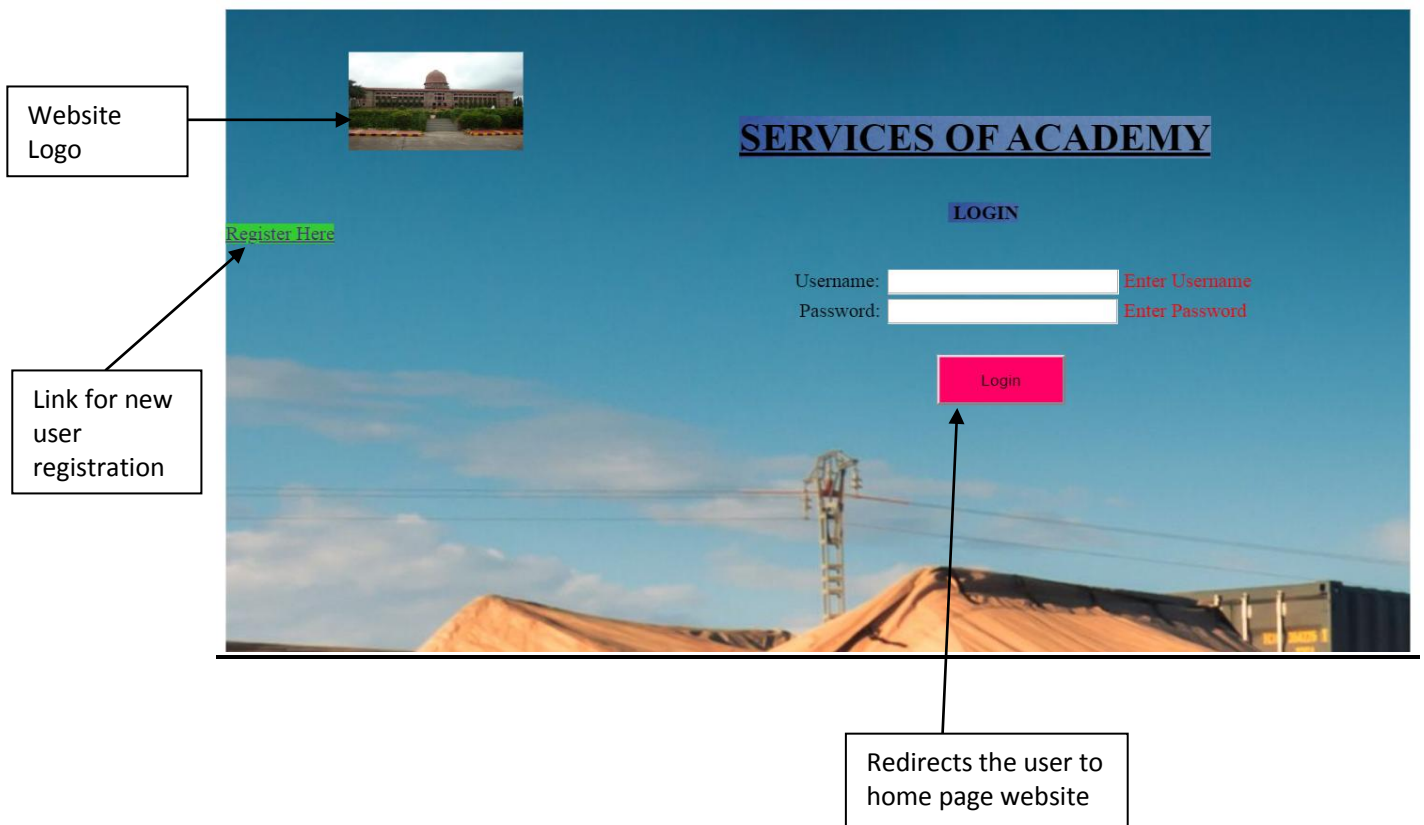 Website
Logo
SERVICES OF ACADEMY
LOGIN
Register Here
Username:
Enter Username
Password:
Enter Password
Login
Link for new
user
registration
Redirects the user to
home page website